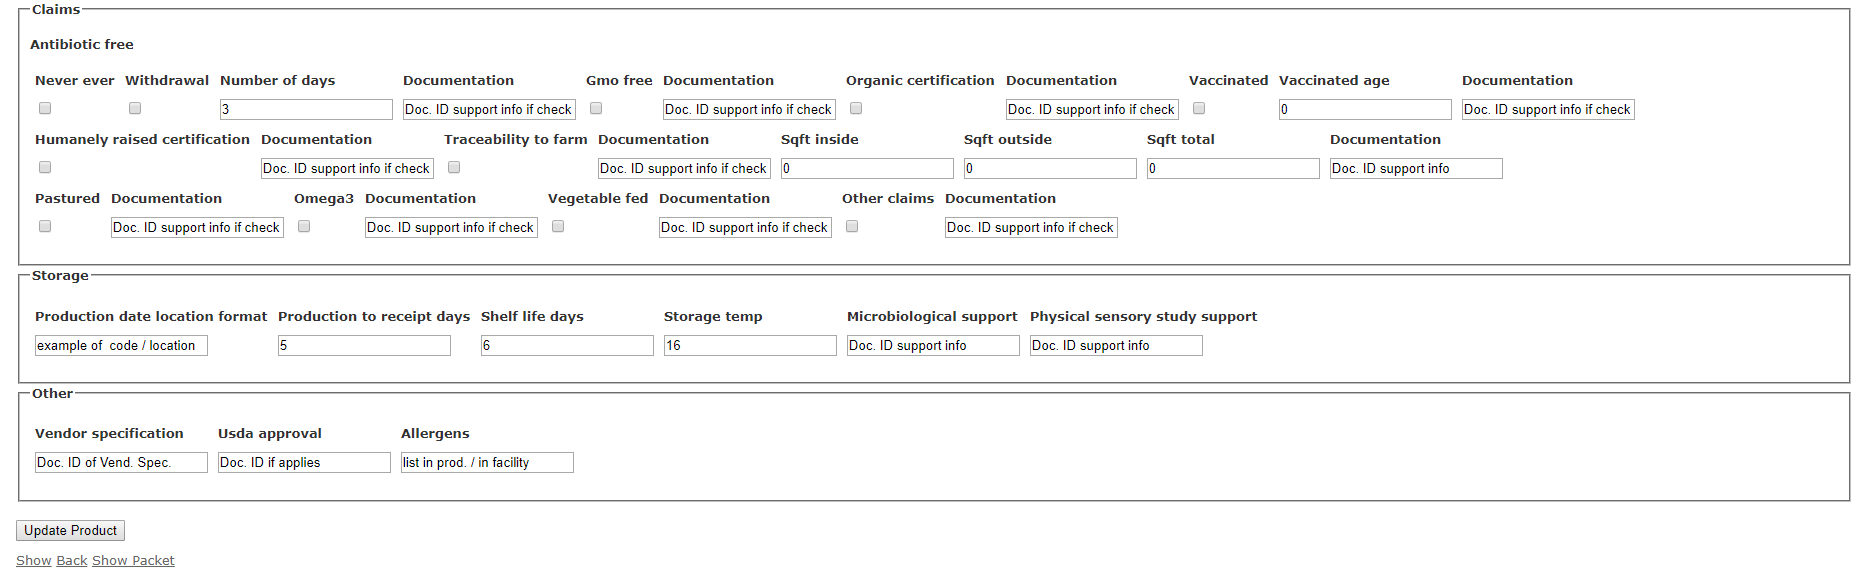 Claims
Antibiotic free
Never ever Withdrawal Number of days Documentation Gmo free Documentation Organic certification Documentation Vaccinated Vaccinated age Documentation
3 Doc. ID support info if check Doc. ID support info if check Doc. ID support info if check 0 Doc. ID support info if check
Humanely raised certification Documentation Traceability to farm Documentation Sqft inside Sqft outside Sqft total Documentation
Doc. ID support info if check Doc. ID support info if check 0 0 0 Doc. ID support info
Pastured Documentation Omega3 Documentation Vegetable fed Documentation Other claims Documentation
Doc. ID support info if check Doc. ID support info if check Doc. ID support info if check Doc. ID support info if check
Storage
Production date location format Production to receipt days Shelf life days Storage temp Microbiological support Physical sensory study support
example of  code / location 5 6 16 Doc. ID support info Doc. ID support info
Other
Vendor specification Usda approval Allergens
Doc. ID of Vend. Spec. Doc. ID if applies list in prod. / in facility
Update Product
Show Back Show Packet